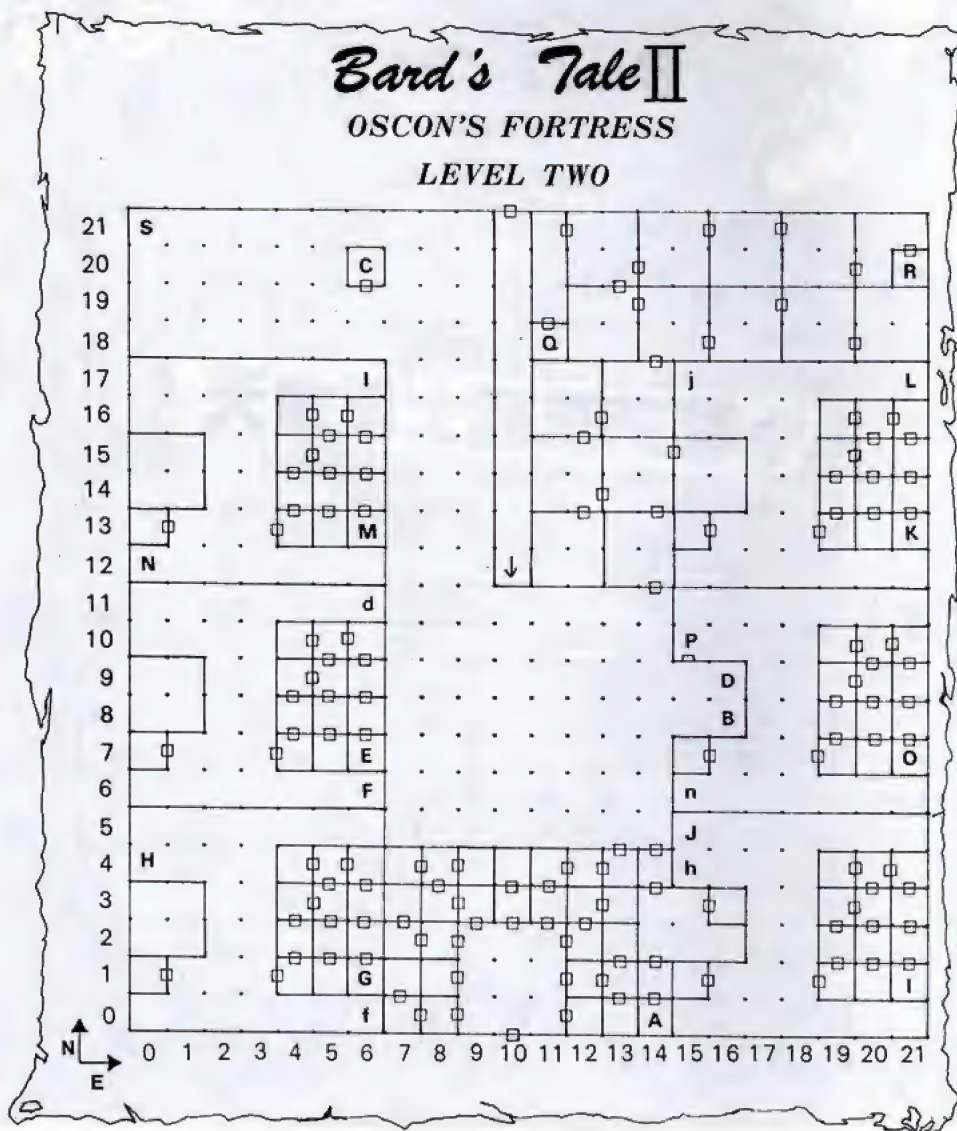 Bard's Tale II
OSCON'S FORTRESS
LEVEL TWO
21 S
20 C R
19
18 Q
17 I j L
16
15
14
13 M K
12 N ↓
11 d
10 P
9 D
8 B
7 E O
6 F n
5 J
4 H h
3
2
1 G I
0 f A
N 0 1 2 3 4 5 6 7 8 9 10 11 12 13 14 15 16 17 18 19 20 21
E